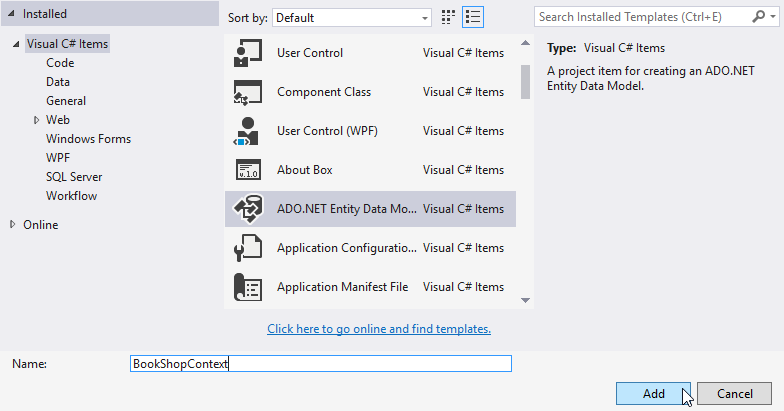 Installed
Sort by: Default
Search Installed Templates (Ctrl+E)
Visual C# Items
Code
Data
General
Web
Windows Forms
WPF
SQL Server
Workflow
Online
User Control Visual C# Items
Component Class Visual C# Items
User Control (WPF) Visual C# Items
v.1.0
About Box Visual C# Items
ADO.NET Entity Data Mo... Visual C# Items
Application Configuratio... Visual C# Items
Application Manifest File Visual C# Items
Type: Visual C# Items
A project item for creating an ADO.NET
Entity Data Model.
Click here to go online and find templates.
Name: BookShopContext
Add Cancel